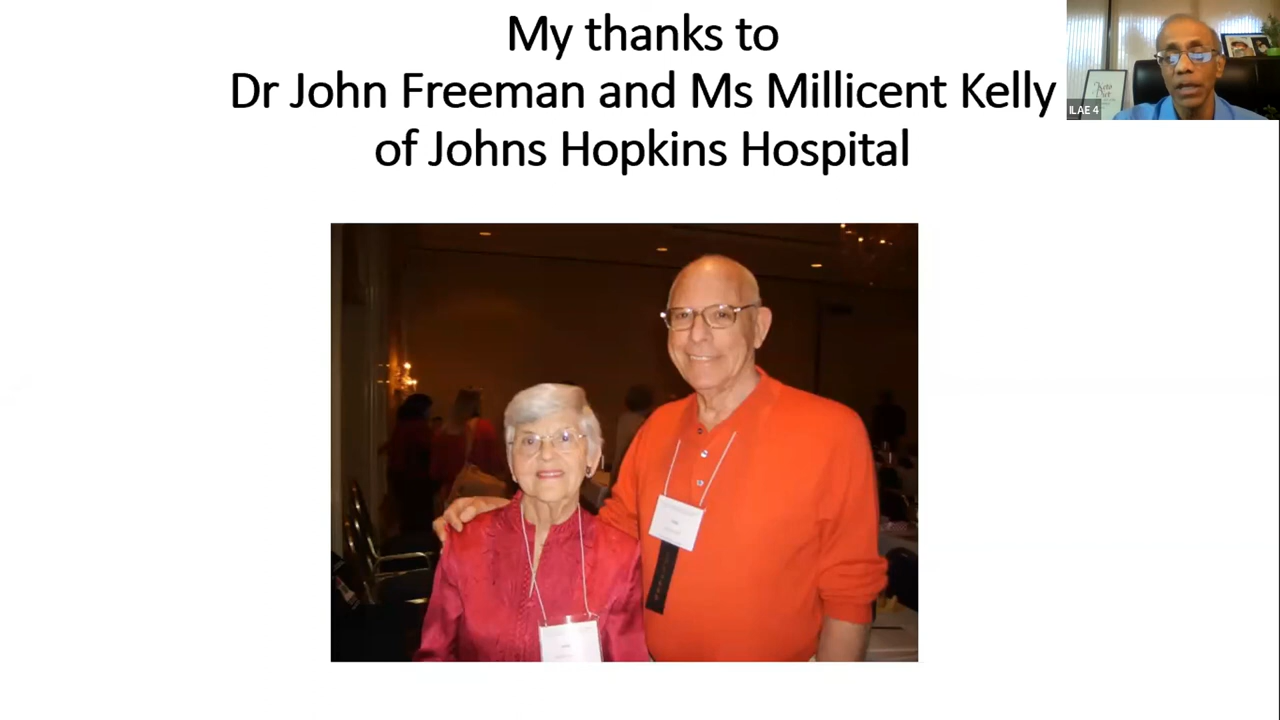 My thanks to
Dr John Freeman and Ms Millicent Kelly
of Johns Hopkins Hospital
ILAE 4